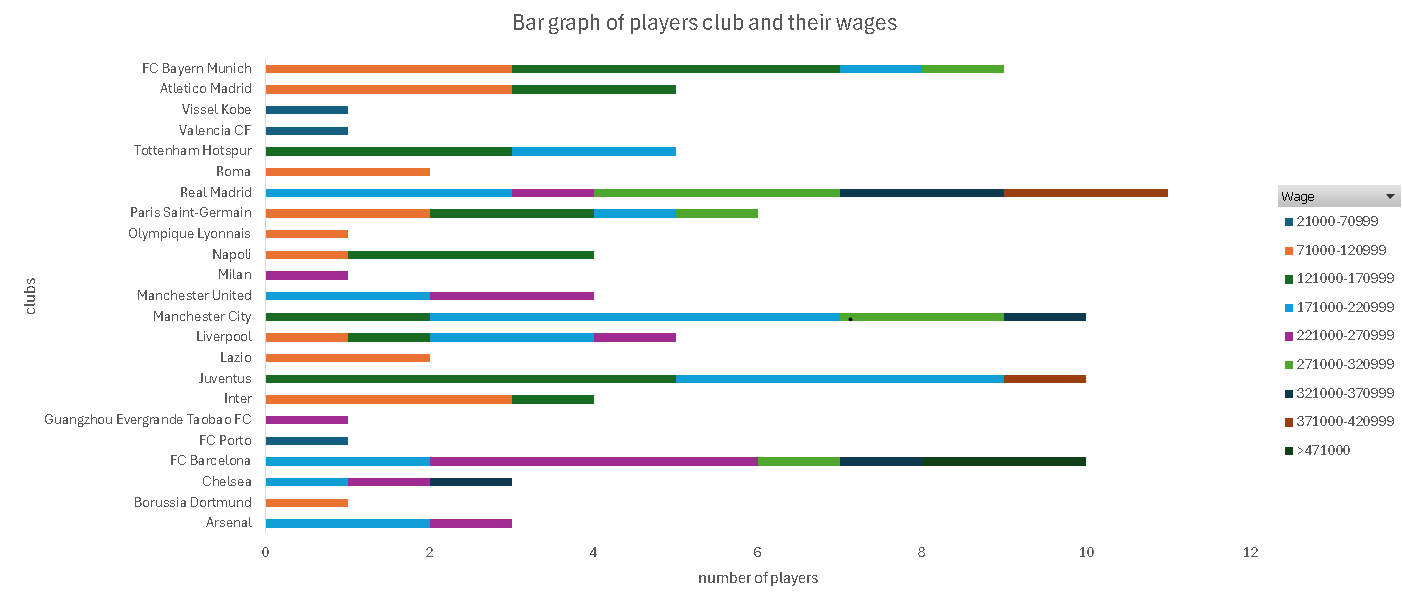 Bar graph of players club and their wages
FC Bayern Munich
Atletico Madrid
Vissel Kobe
Valencia CF
Tottenham Hotspur
Roma
Real Madrid
Paris Saint-Germain
Olympique Lyonnais
Napoli
Milan
Manchester United
Manchester City
Liverpool
Lazio
Juventus
Inter
Guangzhou Evergrande Taobao FC
FC Porto
FC Barcelona
Chelsea
Borussia Dortmund
Arsenal
clubs
0 2 4 6 8 10 12
number of players
Wage
21000-70999
71000-120999
121000-170999
171000-220999
221000-270999
271000-320999
321000-370999
371000-420999
>471000